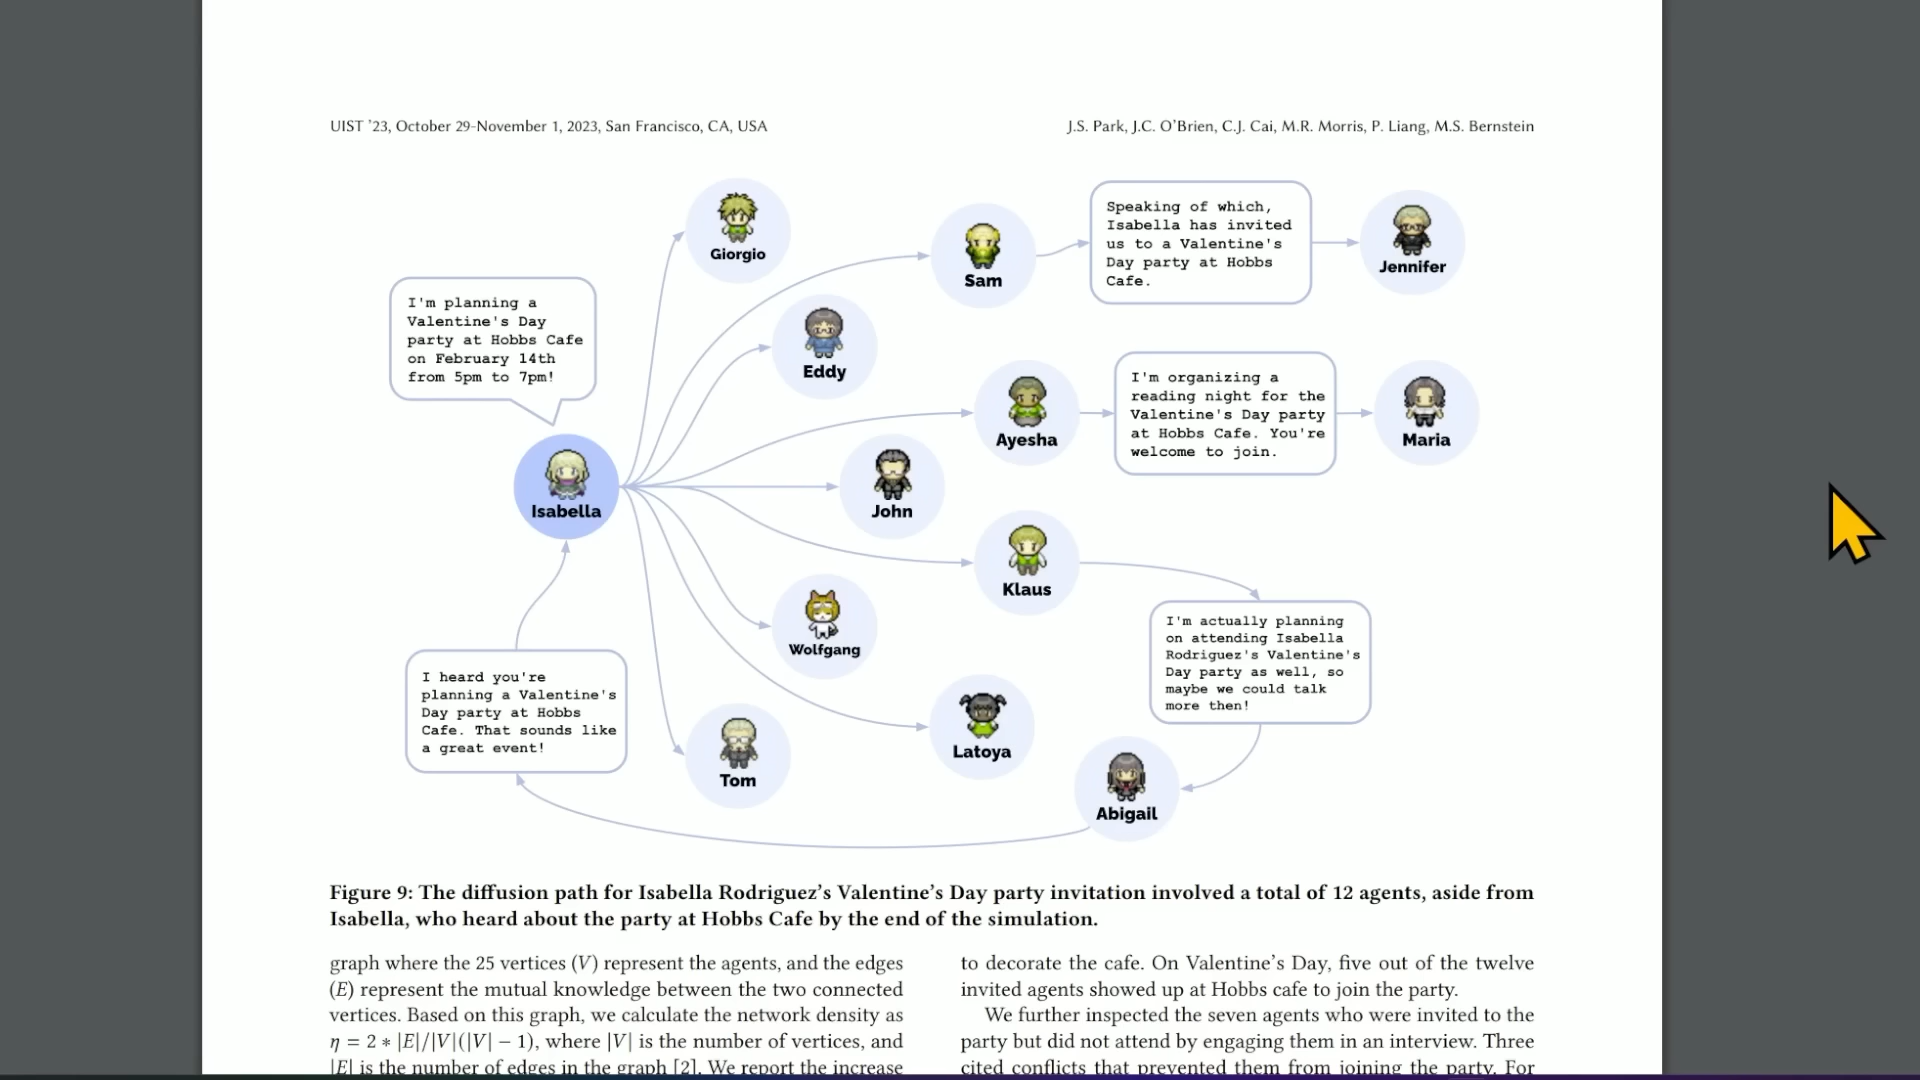 UIST ’23, October 29-November 1, 2023, San Francisco, CA, USA
J.S. Park, J.C. O’Brien, C.J. Cai, M.R. Morris, P. Liang, M.S. Bernstein
Giorgio
Sam
Speaking of which,
Isabella has invited
us to a Valentine's
Day party at Hobbs
Cafe.
Jennifer
I'm planning a
Valentine's Day
party at Hobbs Cafe
on February 14th
from 5pm to 7pm!
Eddy
Ayesha
I'm organizing a
reading night for the
Valentine's Day party
at Hobbs Cafe. You're
welcome to join.
Maria
Isabella
John
Klaus
Wolfgang
I'm actually planning
on attending Isabella
Rodriguez's Valentine's
Day party as well, so
maybe we could talk
more then!
I heard you're
planning a Valentine's
Day party at Hobbs
Cafe. That sounds like
a great event!
Tom
Latoya
Abigail
Figure 9: The diffusion path for Isabella Rodriguez’s Valentine’s Day party invitation involved a total of 12 agents, aside from
Isabella, who heard about the party at Hobbs Cafe by the end of the simulation.
graph where the 25 vertices (V) represent the agents, and the edges
(E) represent the mutual knowledge between the two connected
vertices. Based on this graph, we calculate the network density as
η = 2 ∗ |E|/|V|(|V| − 1), where |V| is the number of vertices, and
|E| is the number of edges in the graph [2]. We report the increase
to decorate the cafe. On Valentine’s Day, five out of the twelve
invited agents showed up at Hobbs cafe to join the party.
We further inspected the seven agents who were invited to the
party but did not attend by engaging them in an interview. Three
cited conflicts that prevented them from joining the party. For